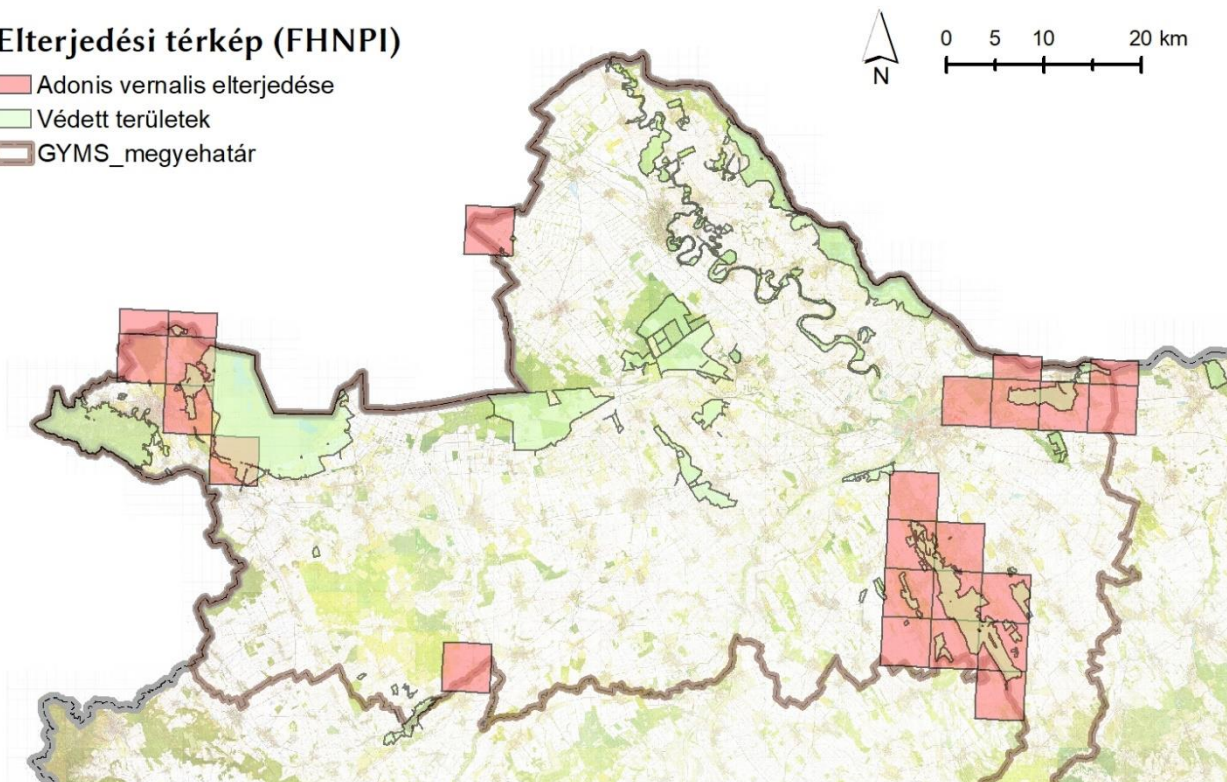 Elterjedési térkép (FHNPI)
Adonis vernalis elterjedése
Védett területek
GYMS_megyehatár
N
0 5 10 20 km